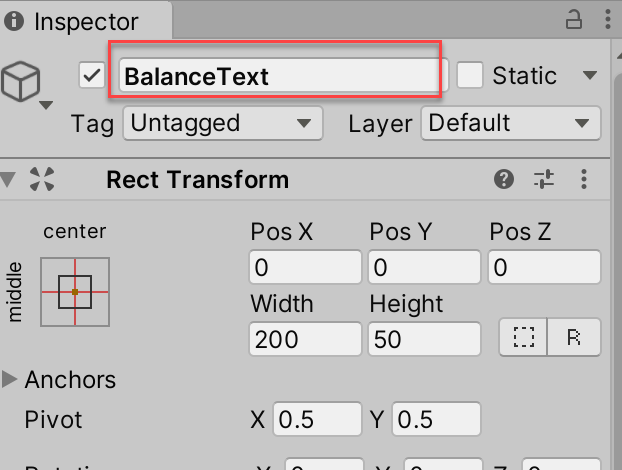 Inspector
BalanceText
Static
Tag Untagged Layer Default
Rect Transform
center
middle
Pos X Pos Y Pos Z
0 0 0
Width Height
200 50
R
Anchors
Pivot X 0.5 Y 0.5